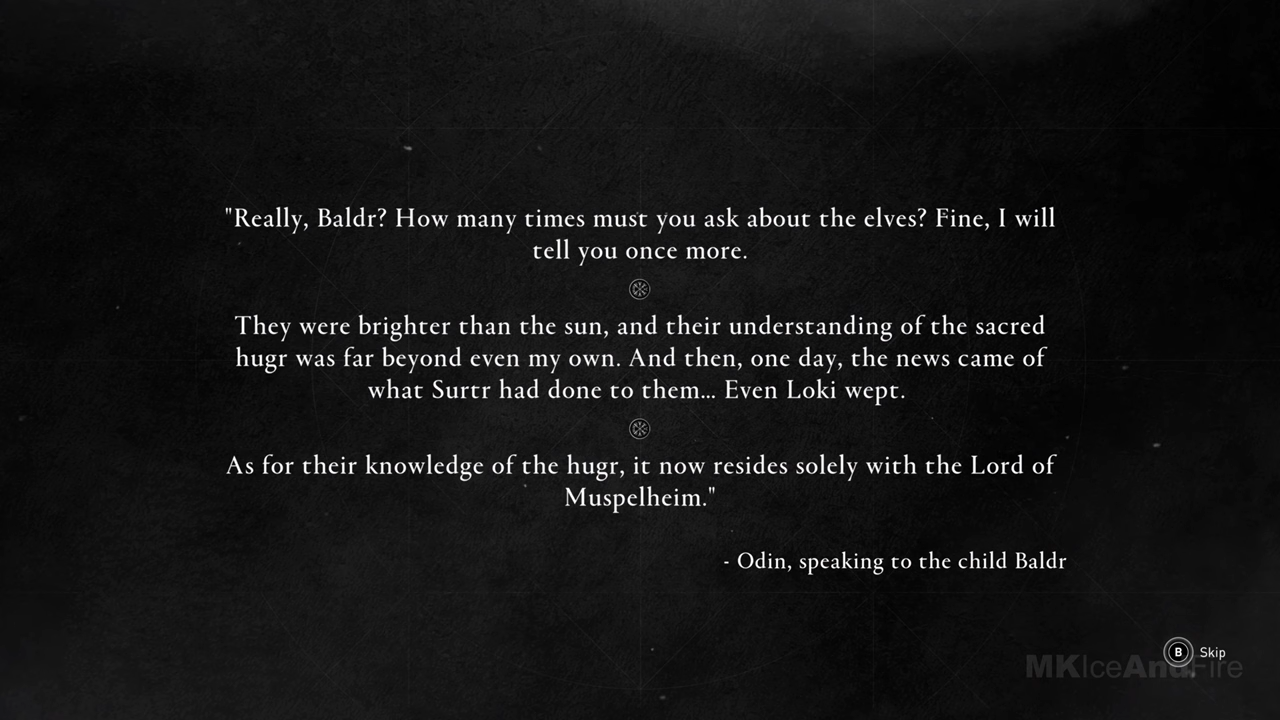 "Really, Baldr? How many times must you ask about the elves? Fine, I will
tell you once more.
They were brighter than the sun, and their understanding of the sacred
hugr was far beyond even my own. And then, one day, the news came of
what Surtr had done to them... Even Loki wept.
As for their knowledge of the hugr, it now resides solely with the Lord of
Muspelheim."
- Odin, speaking to the child Baldr
B Skip
MKIceAndFire